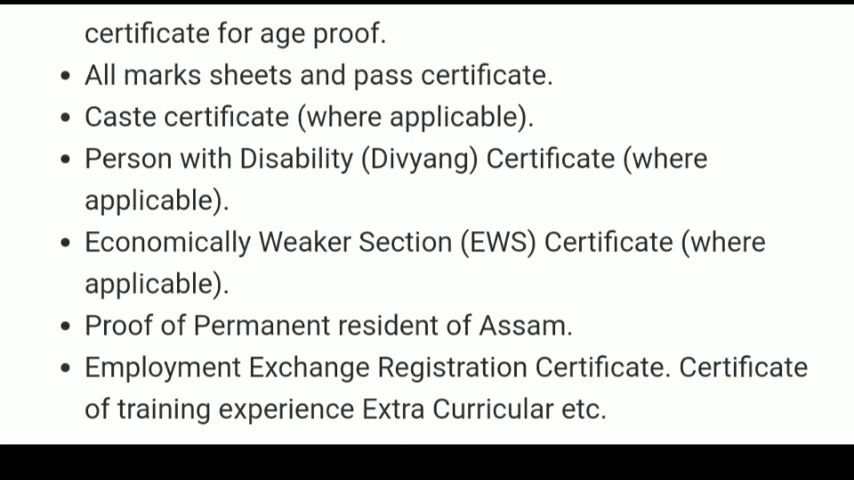 certificate for age proof.
• All marks sheets and pass certificate.
• Caste certificate (where applicable).
• Person with Disability (Divyang) Certificate (where
applicable).
• Economically Weaker Section (EWS) Certificate (where
applicable).
• Proof of Permanent resident of Assam.
• Employment Exchange Registration Certificate. Certificate
of training experience Extra Curricular etc.